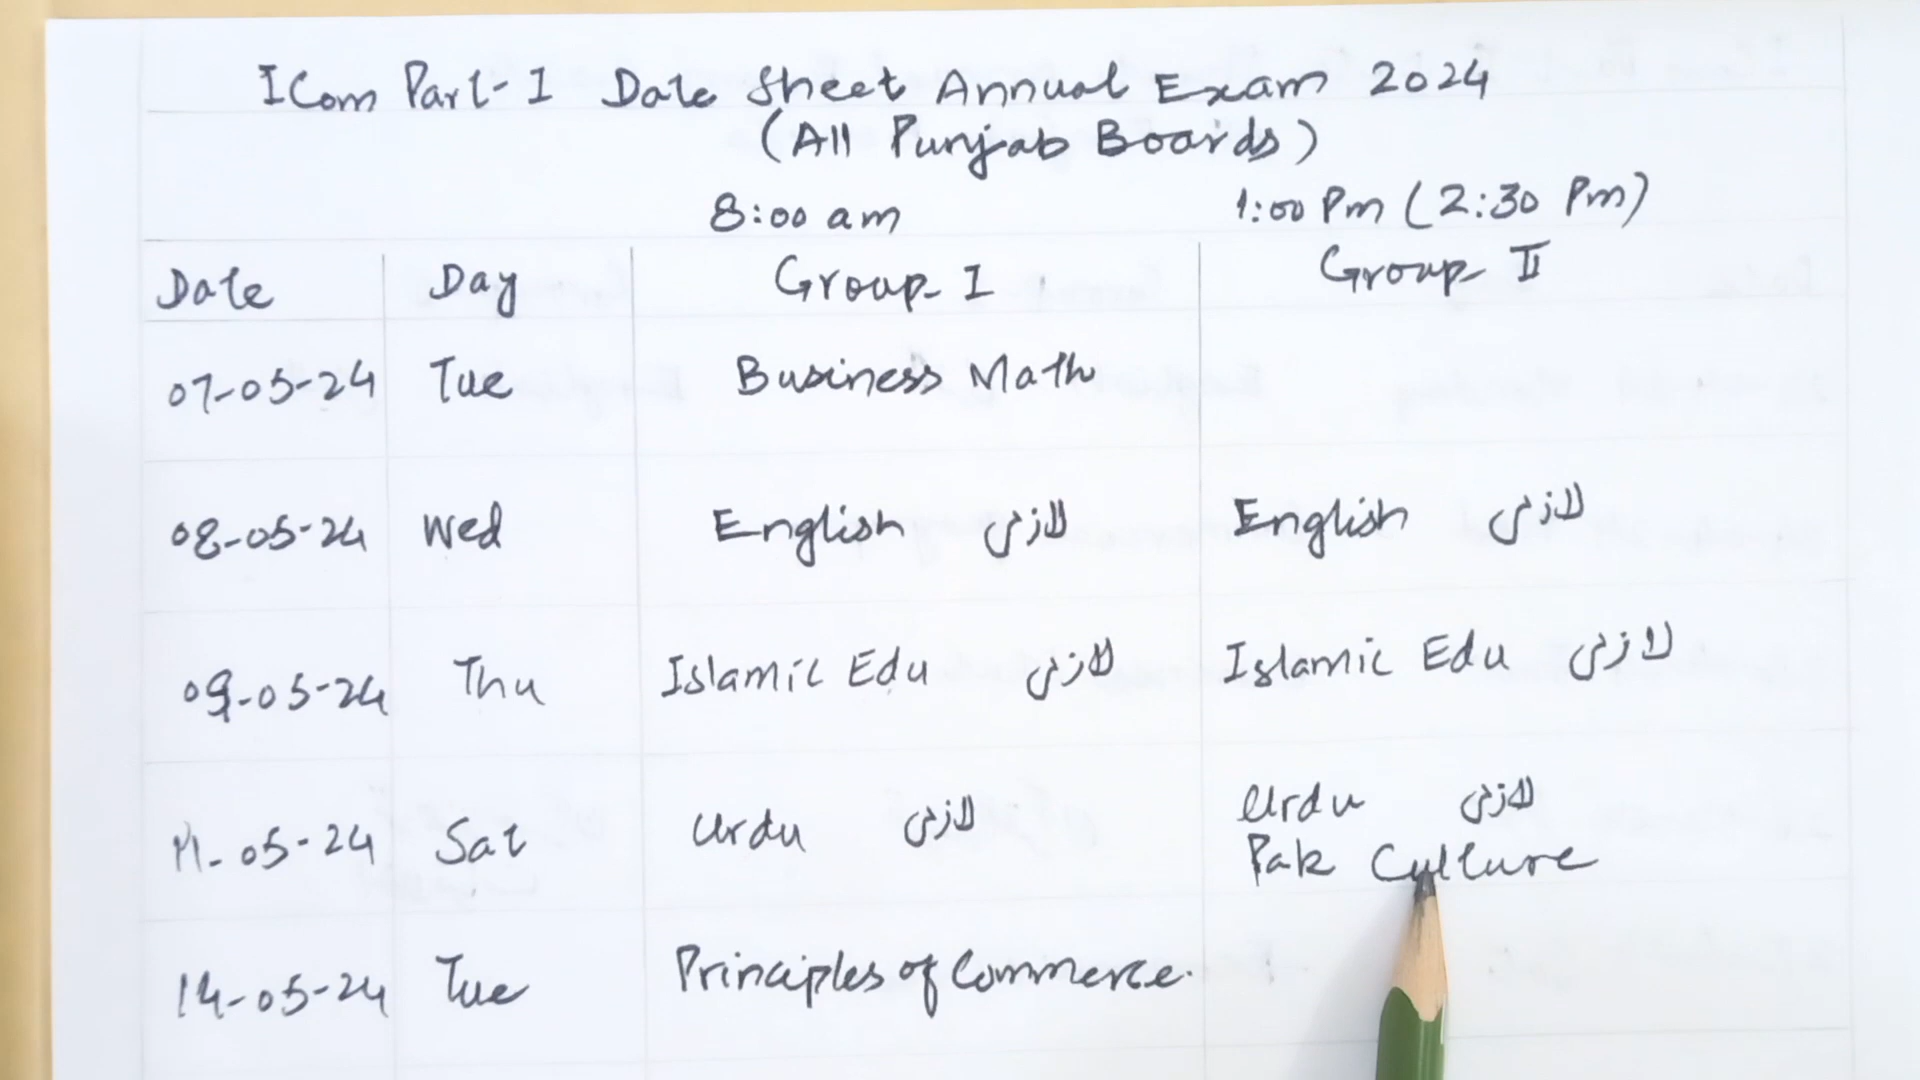 ICom Part-I Date Sheet Annual Exam 2024
(All Punjab Boards)
8:00 am 1:00 Pm (2:30 Pm)
Date Day Group-I Group-II
07-05-24 Tue Business Math
08-05-24 Wed English لازمی English لازمی
09-05-24 Thu Islamic Edu لازمی Islamic Edu لازمی
11-05-24 Sat Urdu لازمی Urdu لازمی
Pak Culture
14-05-24 Tue Principles of Commerce.